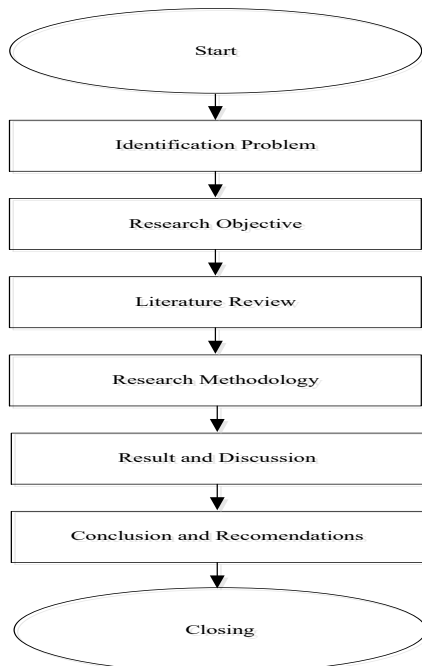 Start
Identification Problem
Research Objective
Literature Review
Research Methodology
Result and Discussion
Conclusion and Recomendations
Closing